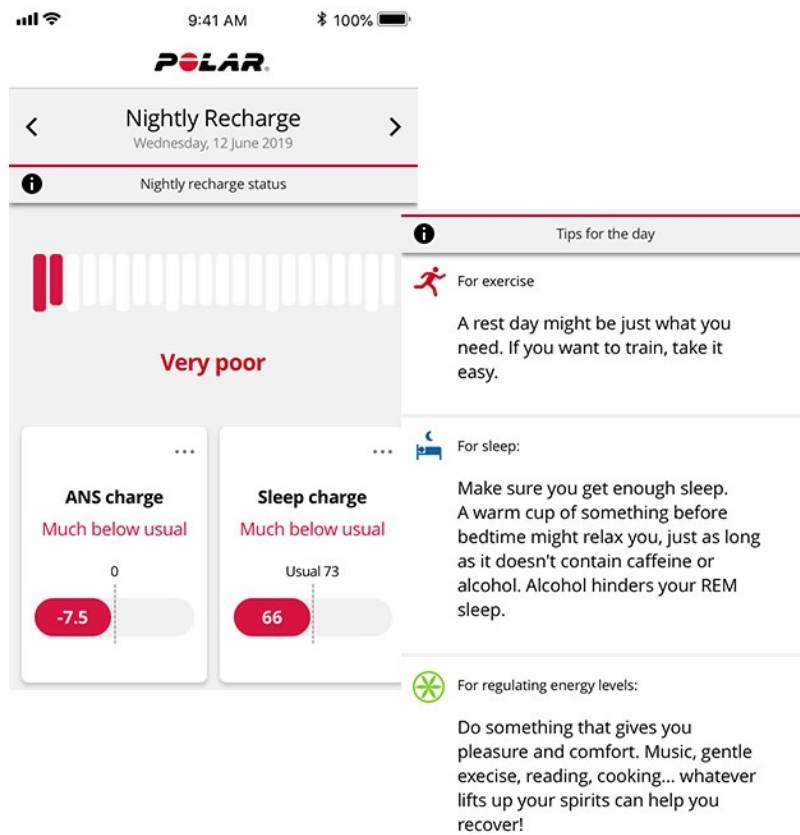 9:41 AM
100%
POLAR
Nightly Recharge
Wednesday, 12 June 2019
Nightly recharge status
Very poor
ANS charge
Much below usual
0
-7.5
Sleep charge
Much below usual
Usual 73
66
Tips for the day
For exercise
A rest day might be just what you
need. If you want to train, take it
easy.
For sleep:
Make sure you get enough sleep.
A warm cup of something before
bedtime might relax you, just as long
as it doesn't contain caffeine or
alcohol. Alcohol hinders your REM
sleep.
For regulating energy levels:
Do something that gives you
pleasure and comfort. Music, gentle
execise, reading, cooking... whatever
lifts up your spirits can help you
recover!